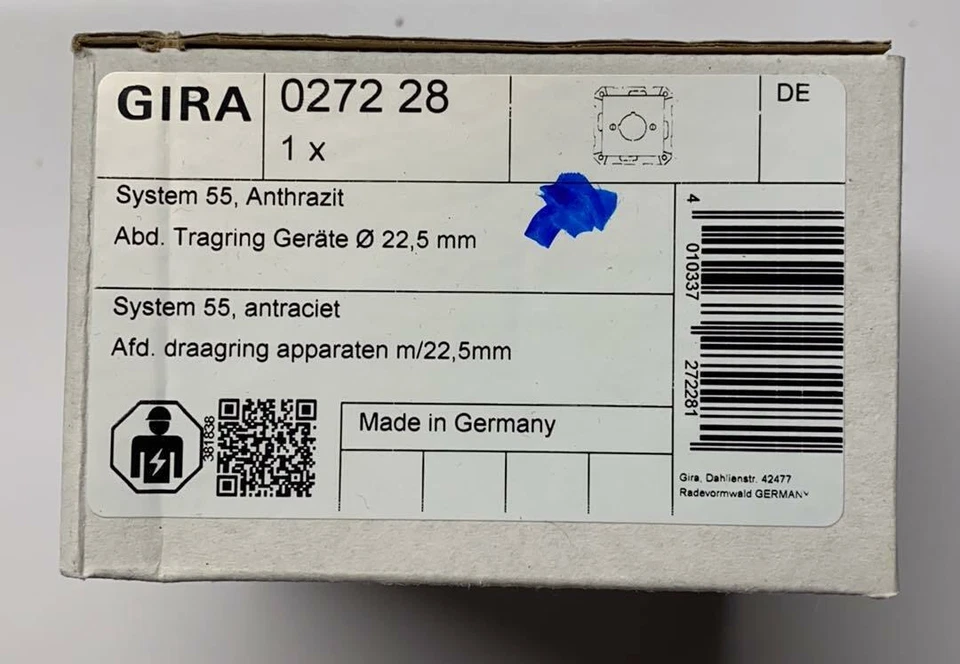 GIRA
0272 28
1 x
DE
System 55, Anthrazit
Abd. Tragring Geräte Ø 22,5 mm
System 55, antraciet
Afd. draagring apparaten m/22,5mm
381838
Made in Germany
4 010337 272281
Gira, Dahlienstr. 42477
Radevormwald GERMANY